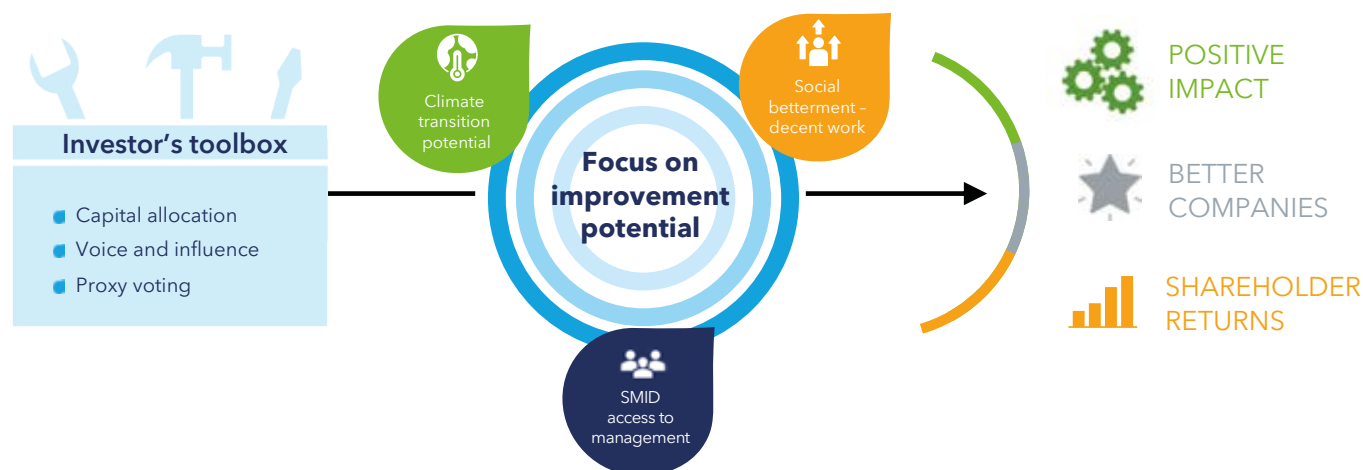 Investor's toolbox
Capital allocation
Voice and influence
Proxy voting
Climate
transition
potential
Social
betterment –
decent work
Focus on
improvement
potential
SMID
access to
management
POSITIVE
IMPACT
BETTER
COMPANIES
SHAREHOLDER
RETURNS